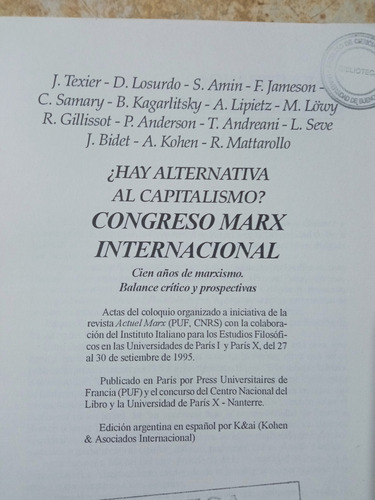 J. Texier - D. Losurdo - S. Amin - F. Jameson -
C. Samary - B. Kagarlitsky - A. Lipietz - M. Löwy
R. Gillissot - P. Anderson - T. Andreani - L. Seve
J. Bidet - A. Kohen - R. Mattarollo
¿HAY ALTERNATIVA
AL CAPITALISMO?
CONGRESO MARX
INTERNACIONAL
Cien años de marxismo.
Balance crítico y prospectivas
Actas del coloquio organizado a iniciativa de la
revista Actuel Marx (PUF, CNRS) con la colabora-
ción del Instituto Italiano para los Estudios Filosófi-
cos en las Universidades de París I y París X, del 27
al 30 de setiembre de 1995.
Publicado en París por Press Universitaires de
Francia (PUF) y el concurso del Centro Nacional del
Libro y la Universidad de París X - Nanterre.
Edición argentina en español por K&ai (Kohen
& Asociados Internacional)